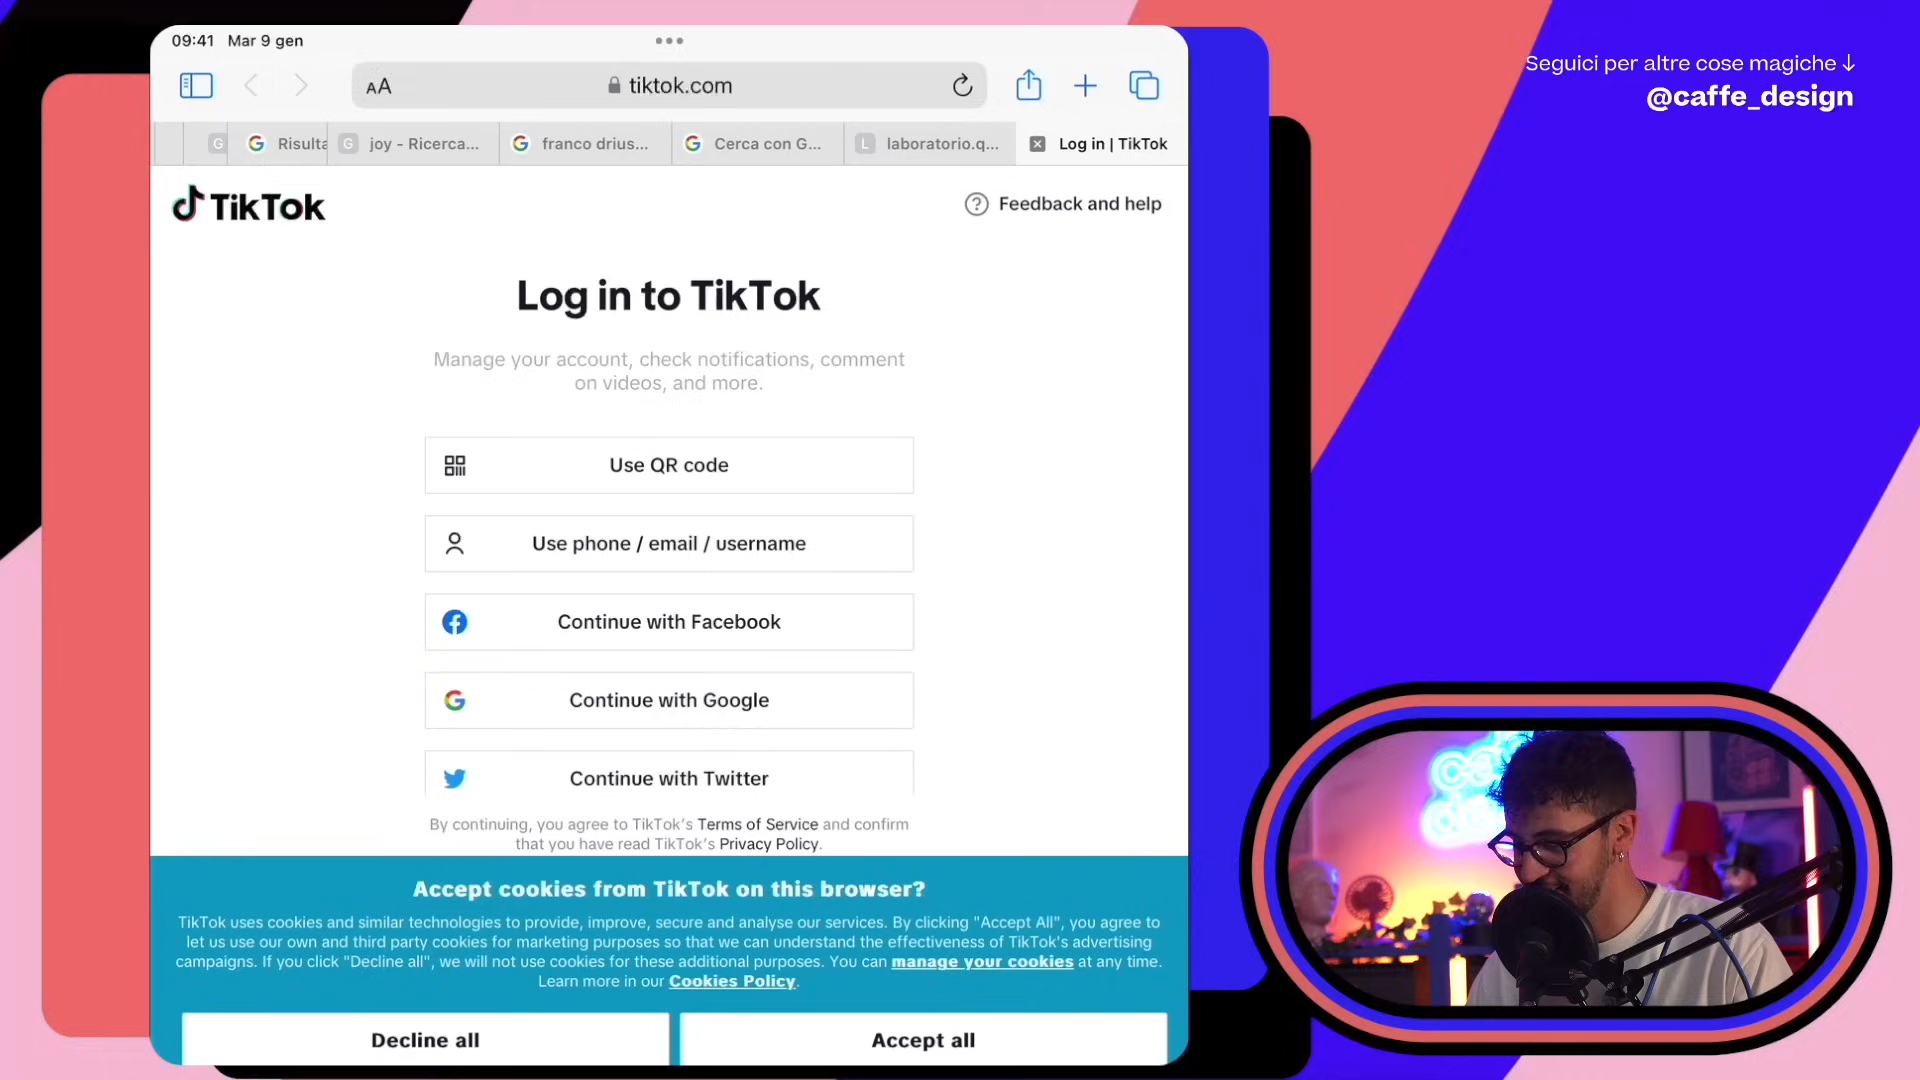 09:41 Mar 9 gen
AA tiktok.com
Risulta
joy - Ricerca...
franco drius...
Cerca con G...
laboratorio.q...
Log in | TikTok
Seguici per altre cose magiche ↓
@caffe_design
TikTok
Feedback and help
Log in to TikTok
Manage your account, check notifications, comment
on videos, and more.
Use QR code
Use phone / email / username
Continue with Facebook
Continue with Google
Continue with Twitter
By continuing, you agree to TikTok's Terms of Service and confirm
that you have read TikTok's Privacy Policy.
Accept cookies from TikTok on this browser?
TikTok uses cookies and similar technologies to provide, improve, secure and analyse our services. By clicking "Accept All", you agree to
let us use our own and third party cookies for marketing purposes so that we can understand the effectiveness of TikTok's advertising
campaigns. If you click "Decline all", we will not use cookies for these additional purposes. You can manage your cookies at any time.
Learn more in our Cookies Policy.
Decline all
Accept all